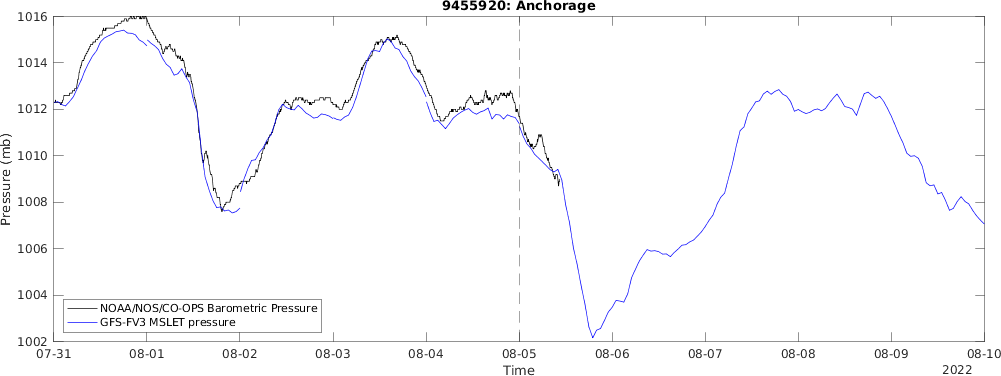 9455920: Anchorage
1016
1014
1012
1010
1008
1006
1004
1002
Pressure (mb)
NOAA/NOS/CO-OPS Barometric Pressure
GFS-FV3 MSLET pressure
07-31 08-01 08-02 08-03 08-04 08-05 08-06 08-07 08-08 08-09 08-10
Time
2022